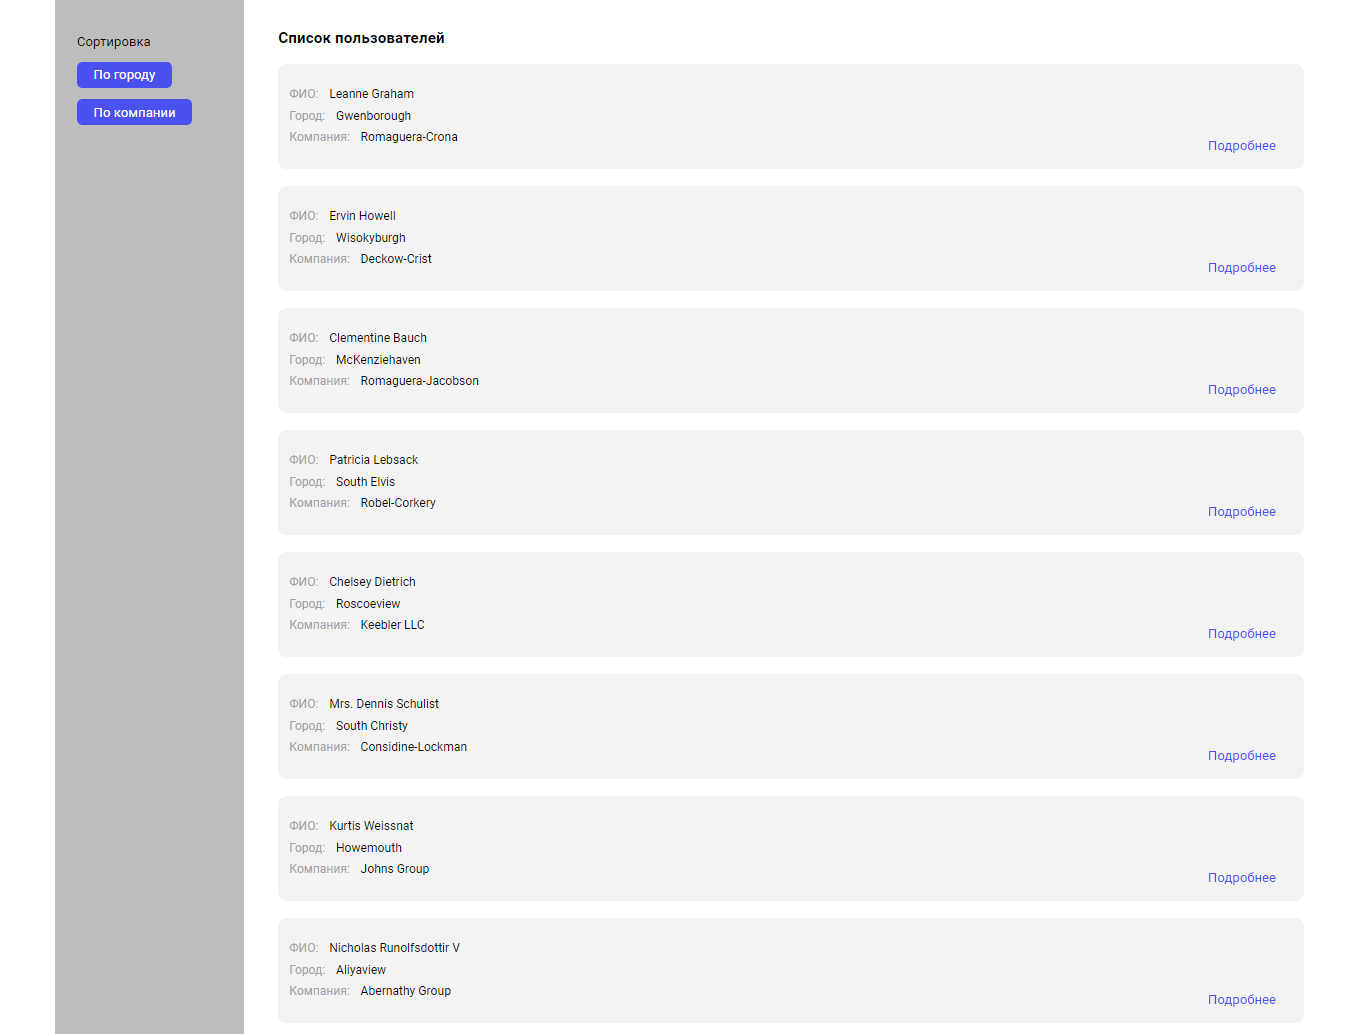 Сортировка
По городу
По компании
Список пользователей
ФИО: Leanne Graham
Город: Gwenborough
Компания: Romaguera-Crona
Подробнее
ФИО: Ervin Howell
Город: Wisokyburgh
Компания: Deckow-Crist
Подробнее
ФИО: Clementine Bauch
Город: McKenziehaven
Компания: Romaguera-Jacobson
Подробнее
ФИО: Patricia Lebsack
Город: South Elvis
Компания: Robel-Corkery
Подробнее
ФИО: Chelsey Dietrich
Город: Roscoeview
Компания: Keebler LLC
Подробнее
ФИО: Mrs. Dennis Schulist
Город: South Christy
Компания: Considine-Lockman
Подробнее
ФИО: Kurtis Weissnat
Город: Howemouth
Компания: Johns Group
Подробнее
ФИО: Nicholas Runolfsdottir V
Город: Aliyaview
Компания: Abernathy Group
Подробнее